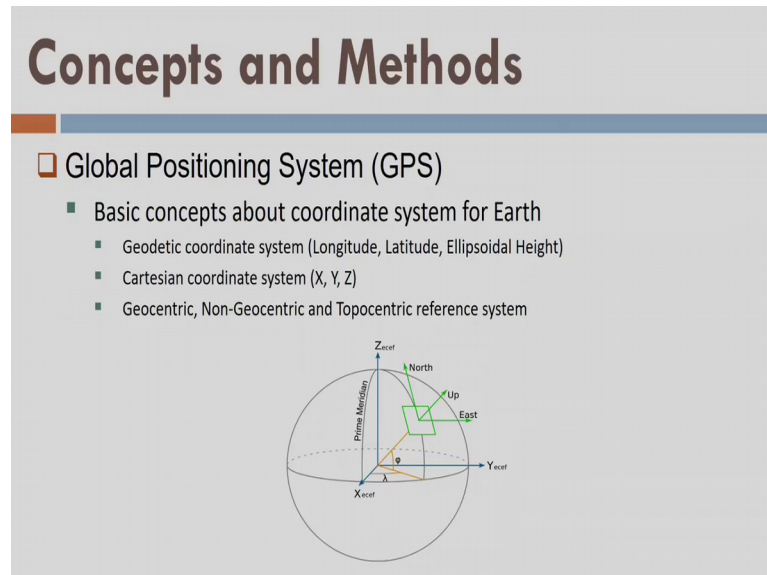 Concepts and Methods
Global Positioning System (GPS)
Basic concepts about coordinate system for Earth
Geodetic coordinate system (Longitude, Latitude, Ellipsoidal Height)
Cartesian coordinate system (X, Y, Z)
Geocentric, Non-Geocentric and Topocentric reference system
Zecef
North
Up
East
Prime Meridian
φ
Yecef
λ
Xecef